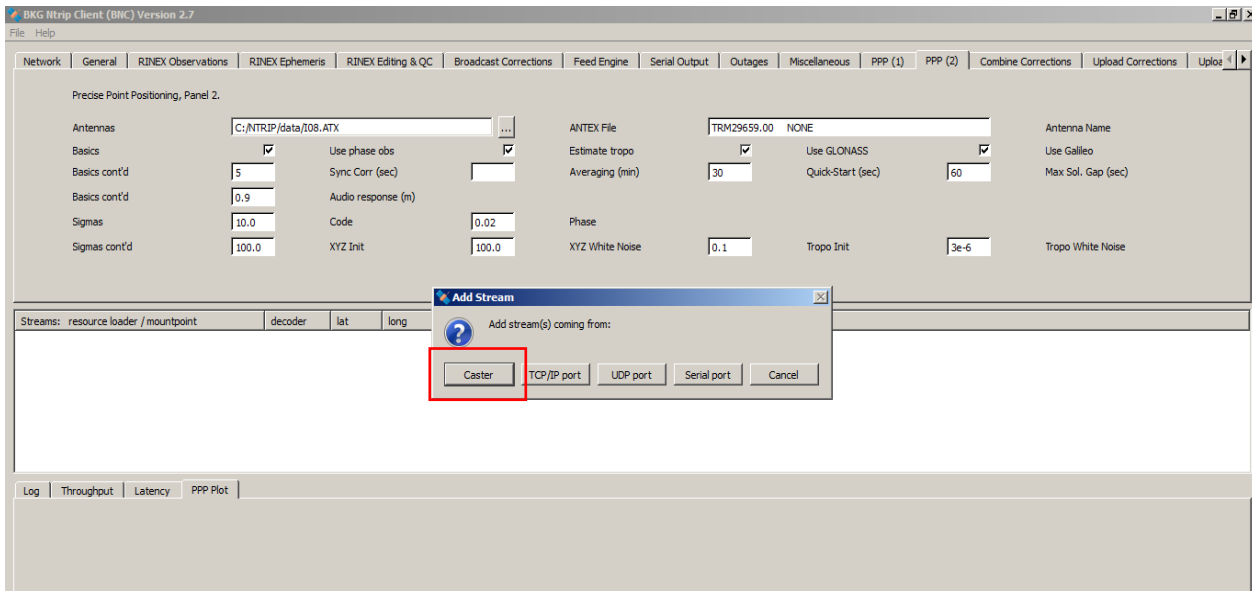 BKG Ntrip Client (BNC) Version 2.7
File Help
Network General RINEX Observations RINEX Ephemeris RINEX Editing & QC Broadcast Corrections Feed Engine Serial Output Outages Miscellaneous PPP (1) PPP (2) Combine Corrections Upload Corrections Uploa
Precise Point Positioning, Panel 2.
Antennas C:/NTRIP/data/I08.ATX ... ANTEX File TRM29659.00 NONE Antenna Name
Basics Use phase obs Estimate tropo Use GLONASS Use Galileo
Basics cont'd 5 Sync Corr (sec) Averaging (min) 30 Quick-Start (sec) 60 Max Sol. Gap (sec)
Basics cont'd 0.9 Audio response (m)
Sigmas 10.0 Code 0.02 Phase
Sigmas cont'd 100.0 XYZ Init 100.0 XYZ White Noise 0.1 Tropo Init 3e-6 Tropo White Noise
Add Stream
Streams: resource loader / mountpoint decoder lat long
Add stream(s) coming from:
Caster TCP/IP port UDP port Serial port Cancel
Log Throughput Latency PPP Plot